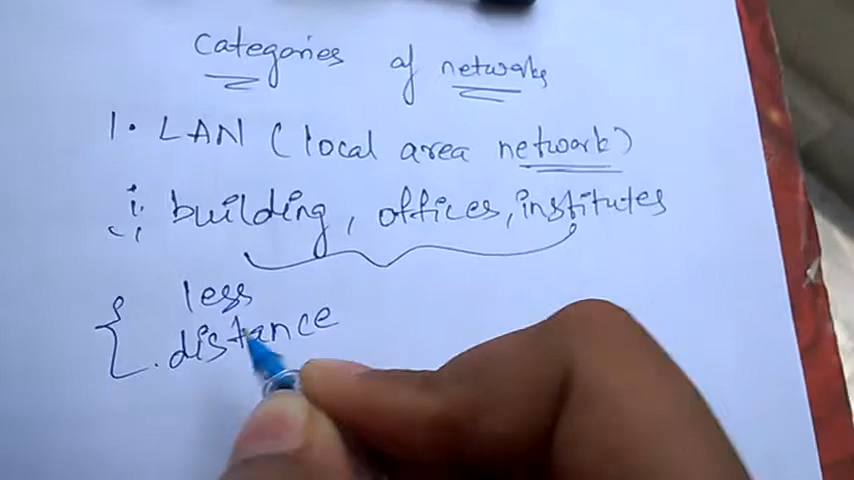 Categories of networks
1. LAN (local area network)
building, offices, institutes
less
distance